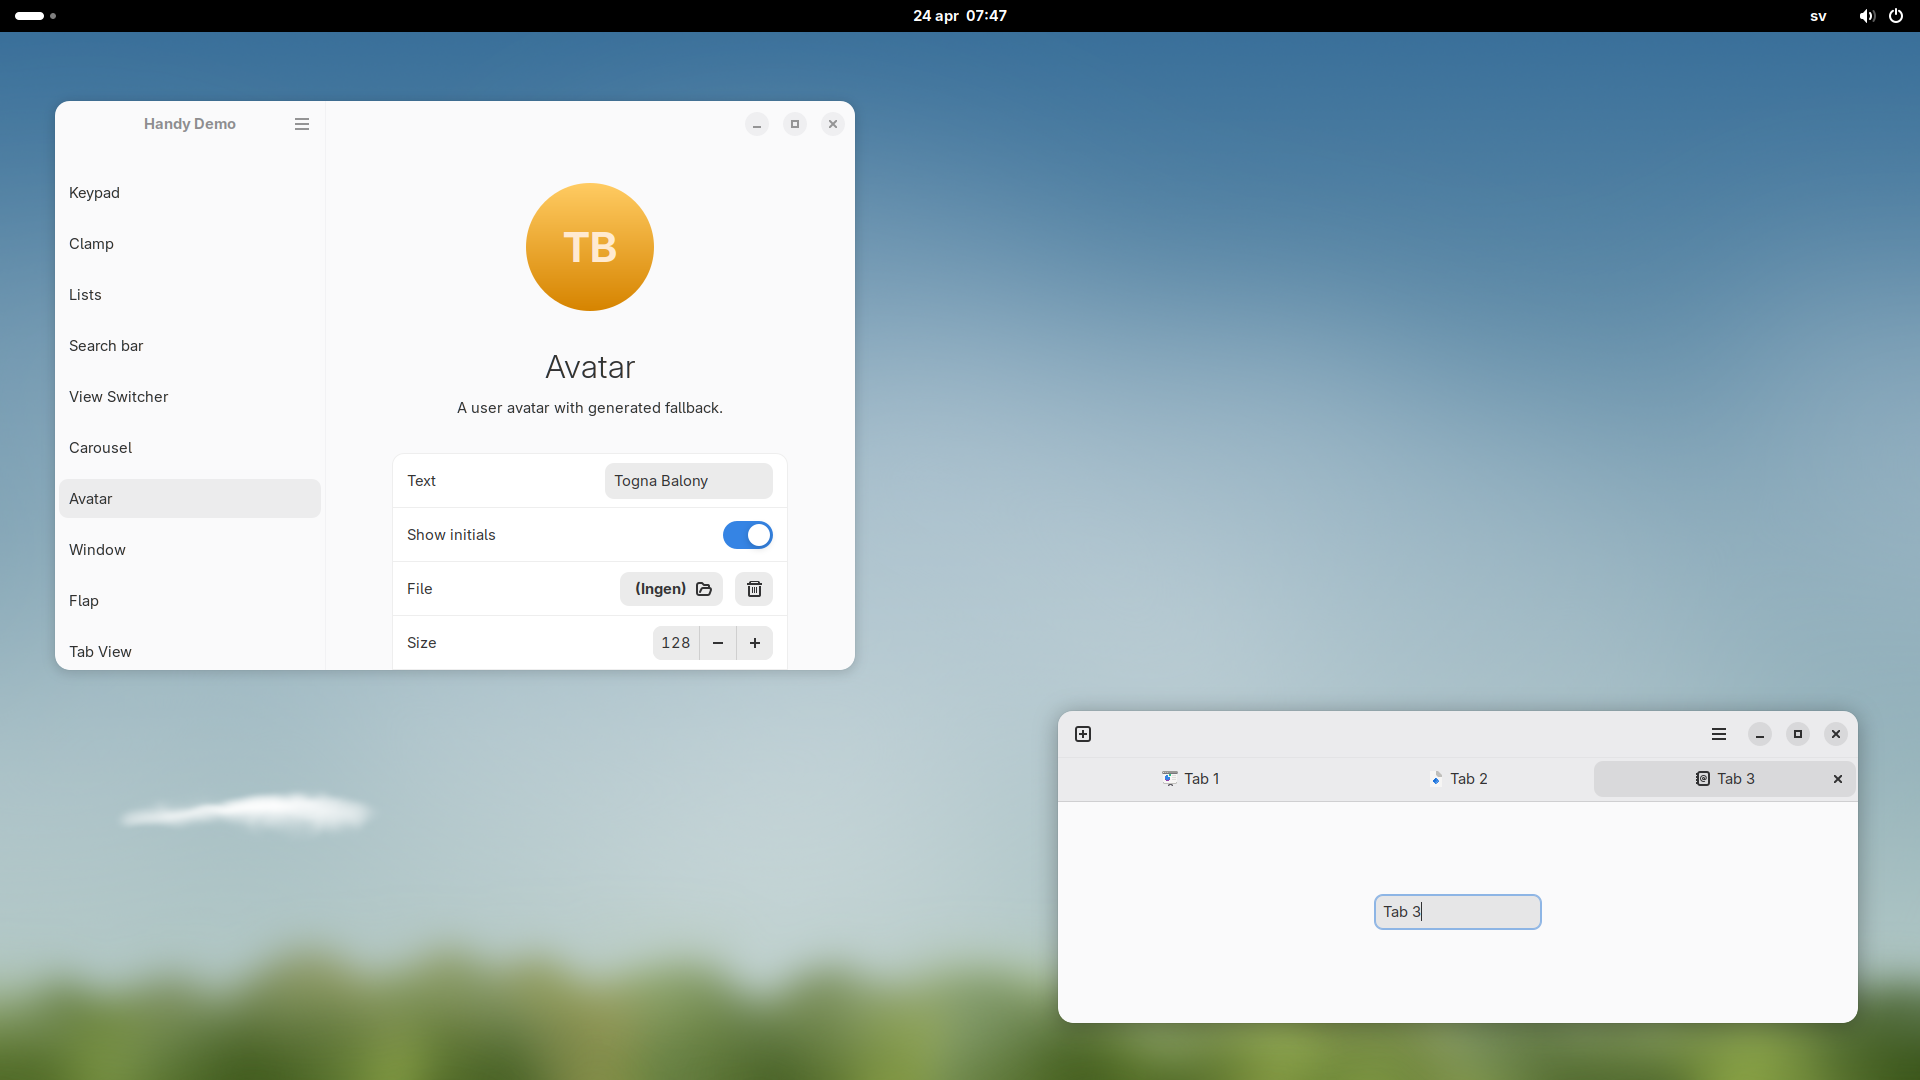 24 apr 07:47
sv
Handy Demo
Keypad
Clamp
Lists
Search bar
View Switcher
Carousel
Avatar
Window
Flap
Tab View
TB
Avatar
A user avatar with generated fallback.
Text
Togna Balony
Show initials
File
(Ingen)
Size
128
Tab 1
Tab 2
Tab 3
Tab 3